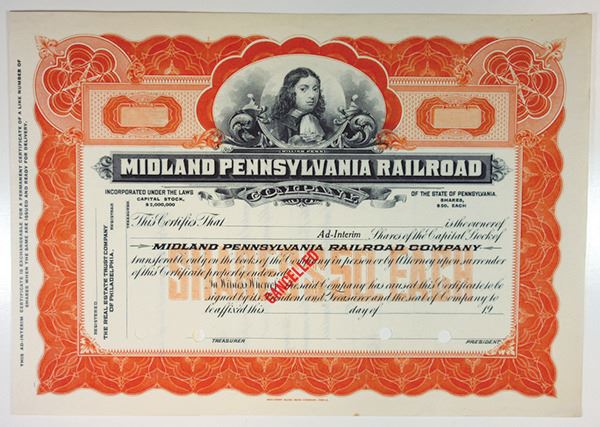 WILLIAM PENN
MIDLAND PENNSYLVANIA RAILROAD
COMPANY
INCORPORATED UNDER THE LAWS
CAPITAL STOCK,
$2,000,000
OF THE STATE OF PENNSYLVANIA.
SHARES,
$50. EACH
This Certifies That is the owner of
Ad-Interim Shares of the Capital Stock of
MIDLAND PENNSYLVANIA RAILROAD COMPANY
transferable only on the books of the Company in person or by Attorney upon surrender
of this Certificate properly endorsed.
In Witness Whereof the said Company has caused this Certificate to be
signed by its President and Treasurer and the seal of Company to
be affixed this day of 19
TREASURER
PRESIDENT
CANCELLED
SHARES $50. EACH
REGISTERED
THE REAL ESTATE TRUST COMPANY
OF PHILADELPHIA,
REGISTRAR
TREASURER
THIS AD-INTERIM CERTIFICATE IS EXCHANGEABLE FOR A PERMANENT CERTIFICATE OF A LIKE NUMBER OF
SHARES WHEN THE SAME ARE ISSUED AND READY FOR DELIVERY.